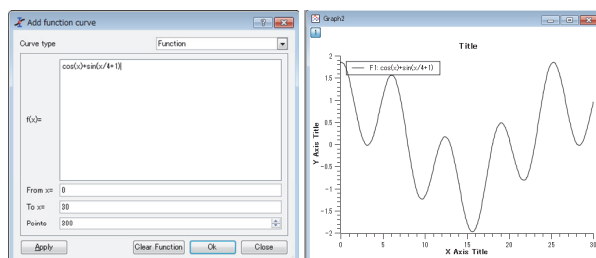 Add function curve
Curve type
Function
cos(x)+sin(x/4+1)
f(x)=
From x=
0
To x=
30
Points
300
Apply
Clear Function
Ok
Close
Graph2
1
Title
F1: cos(x)+sin(x/4+1)
Y Axis Title
2
1.5
1
0.5
0
-0.5
-1
-1.5
-2
0
5
10
15
20
25
30
X Axis Title